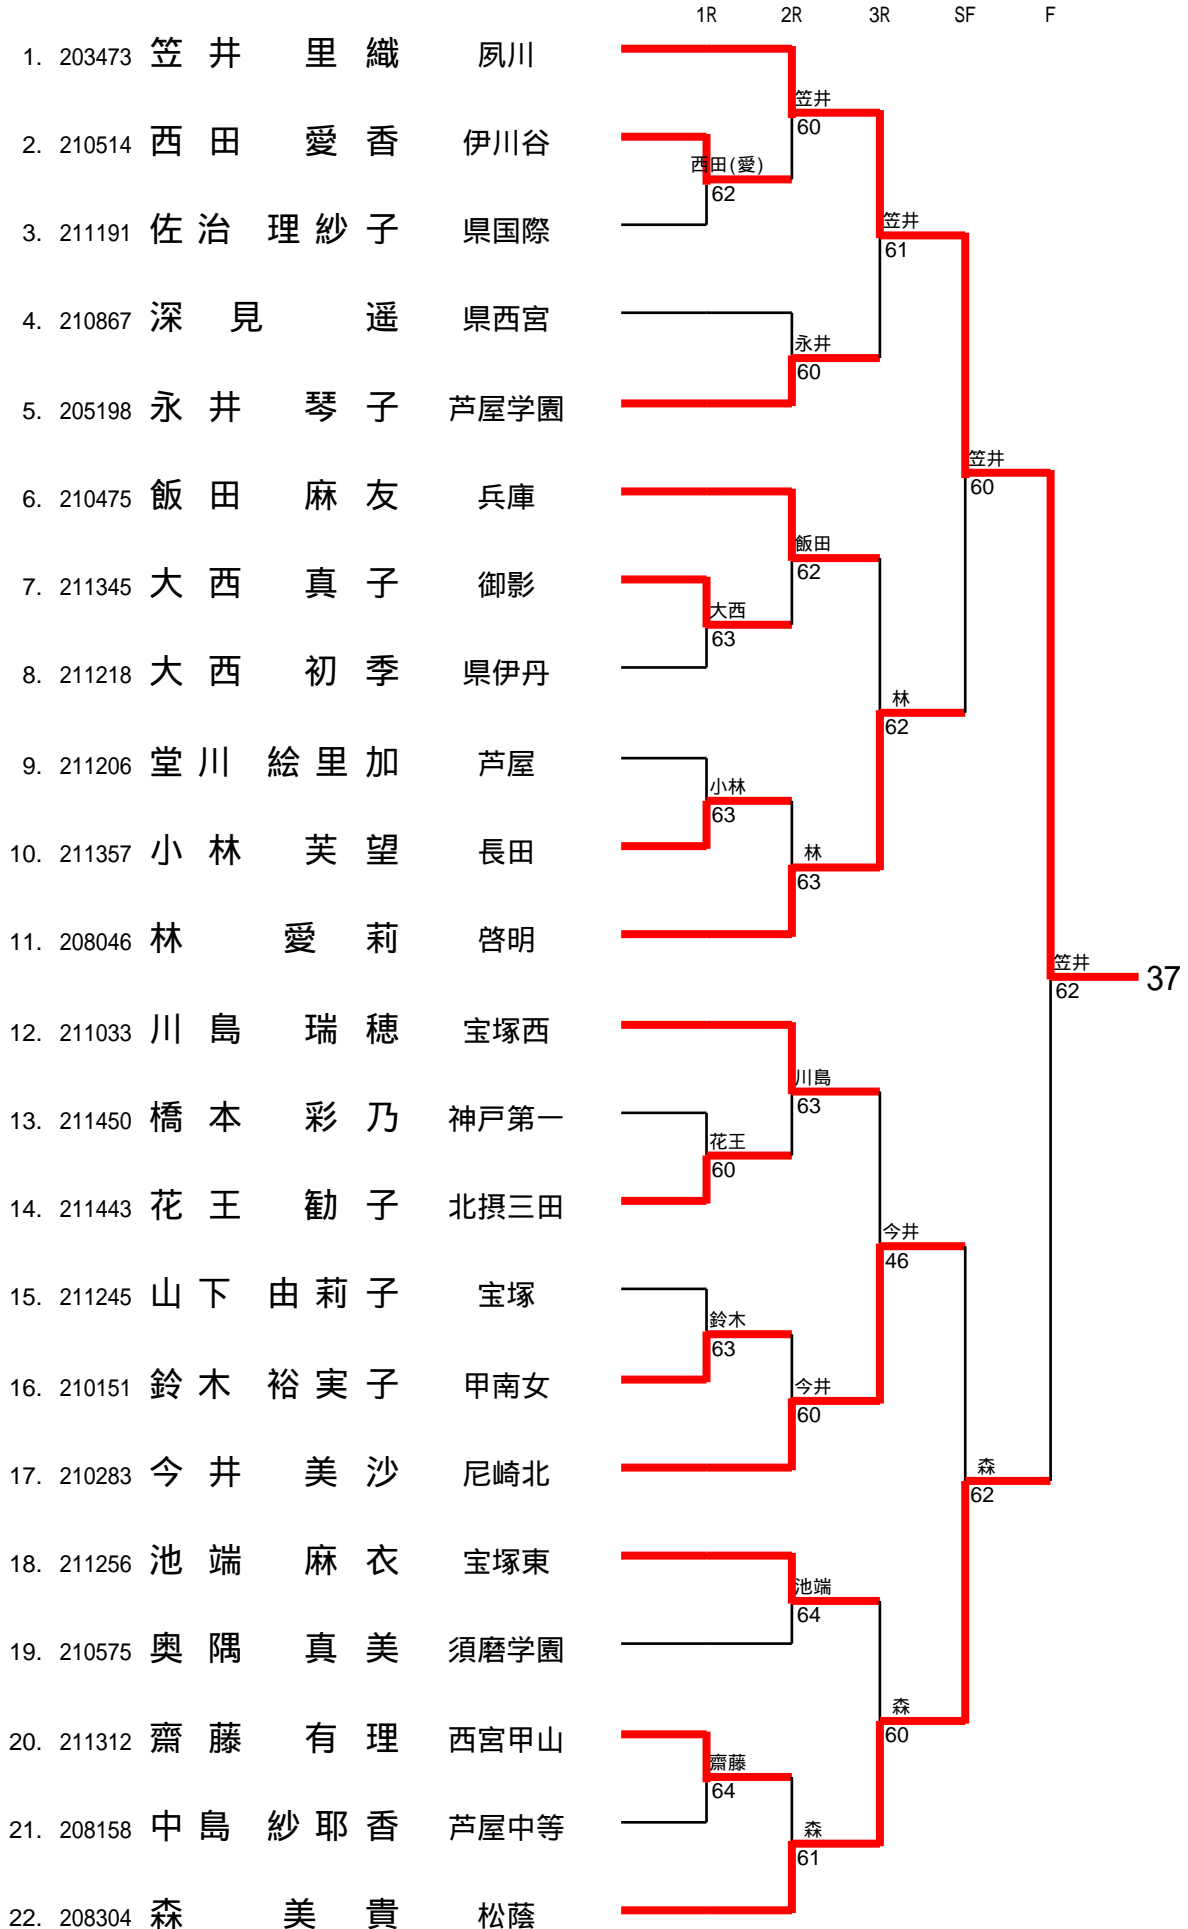 1R 2R 3R SF F
1. 203473 笠井 里織 夙川
笠井
60
2. 210514 西田 愛香 伊川谷
西田(愛)
62
3. 211191 佐治 理紗子 県国際
笠井
61
4. 210867 深見 遥 県西宮
永井
60
5. 205198 永井 琴子 芦屋学園
笠井
60
6. 210475 飯田 麻友 兵庫
飯田
62
7. 211345 大西 真子 御影
大西
63
8. 211218 大西 初季 県伊丹
林
62
9. 211206 堂川 絵里加 芦屋
小林
63
10. 211357 小林 芙望 長田
林
63
11. 208046 林 愛莉 啓明
笠井
62
37
12. 211033 川島 瑞穂 宝塚西
川島
63
13. 211450 橋本 彩乃 神戸第一
花王
60
14. 211443 花王 勧子 北摂三田
今井
46
15. 211245 山下 由莉子 宝塚
鈴木
63
16. 210151 鈴木 裕実子 甲南女
今井
60
17. 210283 今井 美沙 尼崎北
森
62
18. 211256 池端 麻衣 宝塚東
池端
64
19. 210575 奥隅 真美 須磨学園
森
60
20. 211312 齋藤 有理 西宮甲山
齋藤
64
21. 208158 中島 紗耶香 芦屋中等
森
61
22. 208304 森 美貴 松蔭